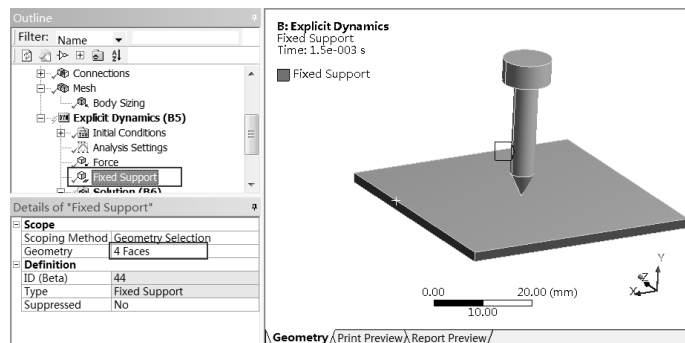 Outline
Filter: Name
Connections
Mesh
Body Sizing
Explicit Dynamics (B5)
Initial Conditions
Analysis Settings
Force
Fixed Support
Solution (B6)
Details of "Fixed Support"
Scope
Scoping Method Geometry Selection
Geometry 4 Faces
Definition
ID (Beta) 44
Type Fixed Support
Suppressed No
B: Explicit Dynamics
Fixed Support
Time: 1.5e-003 s
Fixed Support
0.00 20.00 (mm)
10.00
Y
Z
X
Geometry Print Preview Report Preview